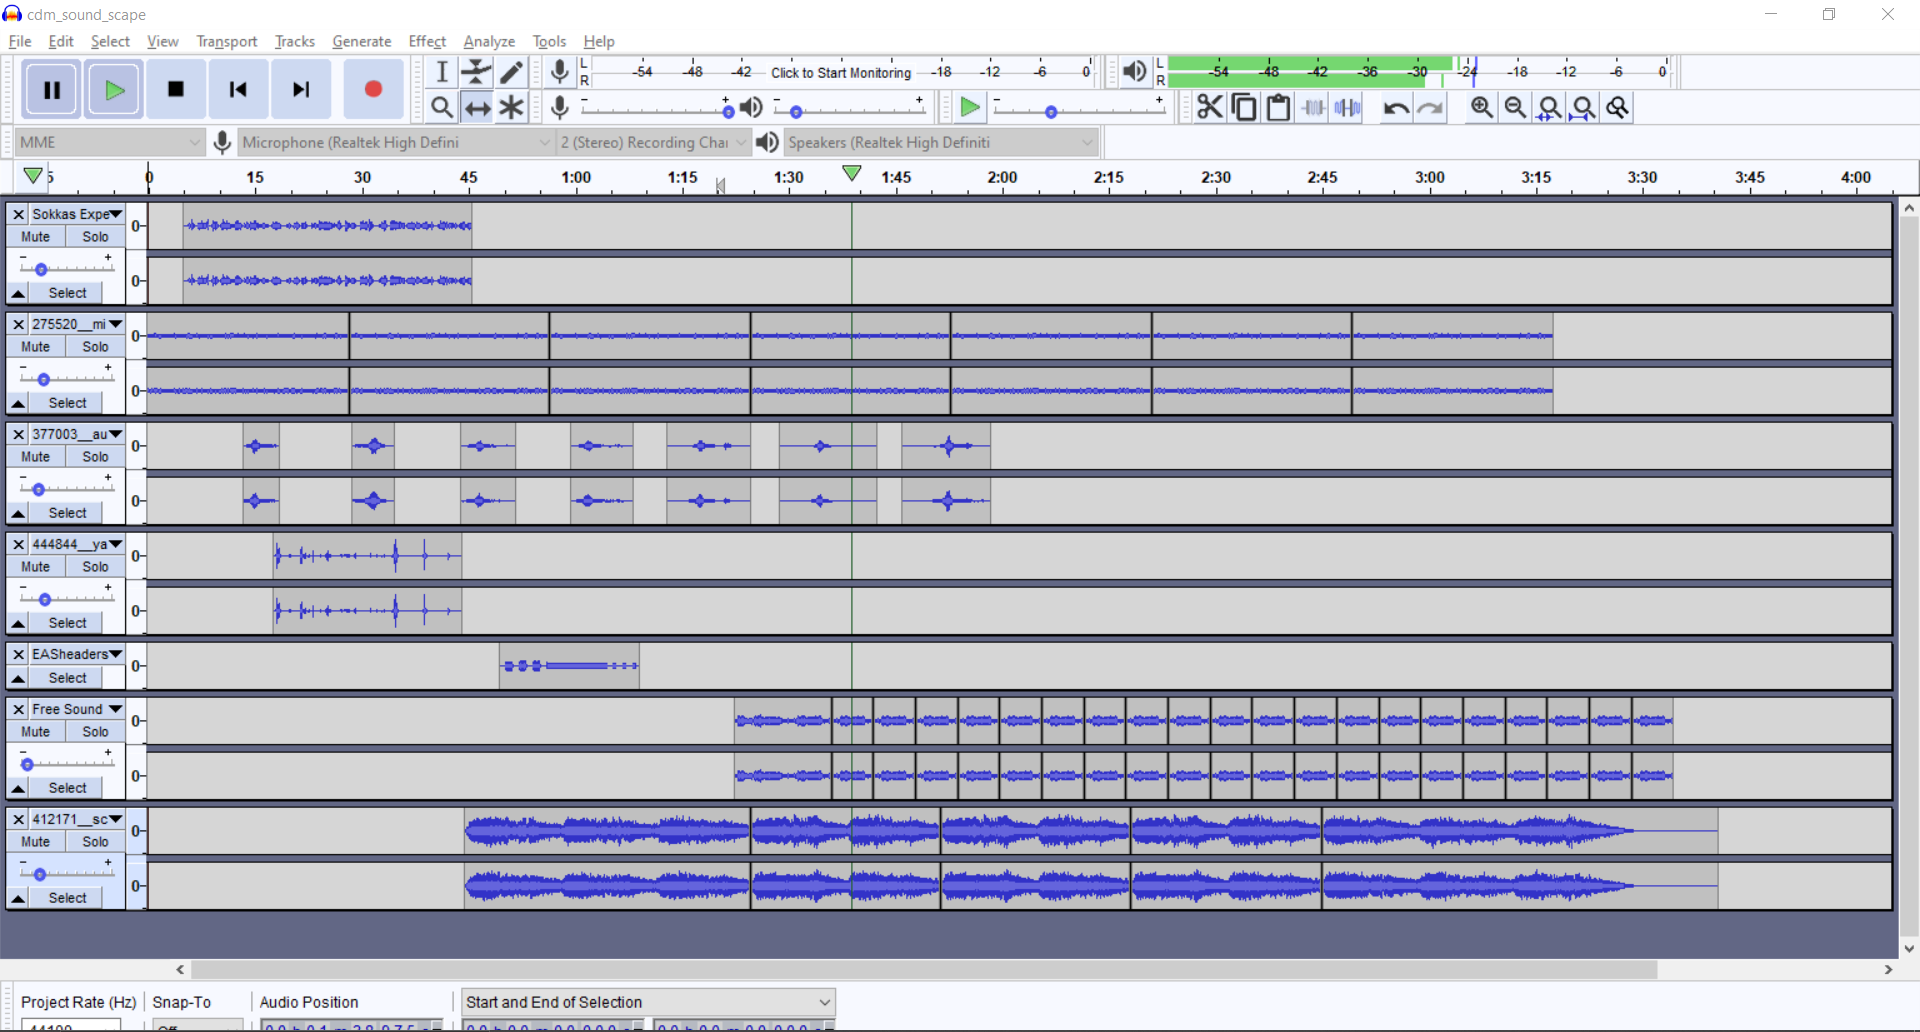 cdm_sound_scape
File Edit Select View Transport Tracks Generate Effect Analyze Tools Help
L R -54 -48 -42 Click to Start Monitoring -18 -12 -6 0
L R -54 -48 -42 -36 -30 -24 -18 -12 -6 0
- + - + - +
MME Microphone (Realtek High Defini 2 (Stereo) Recording Chai Speakers (Realtek High Definiti
5 0 15 30 45 1:00 1:15 1:30 1:45 2:00 2:15 2:30 2:45 3:00 3:15 3:30 3:45 4:00
Sokkas Expe 0-
Mute Solo
- +
Select 0-
275520__mi 0-
Mute Solo
- +
Select 0-
377003__au 0-
Mute Solo
- +
Select 0-
444844__ya 0-
Mute Solo
- +
Select 0-
EASheaders 0-
Select
Free Sound 0-
Mute Solo
- +
Select 0-
412171__sc 0-
Mute Solo
- +
Select 0-
Project Rate (Hz) Snap-To Audio Position Start and End of Selection
44100 Off